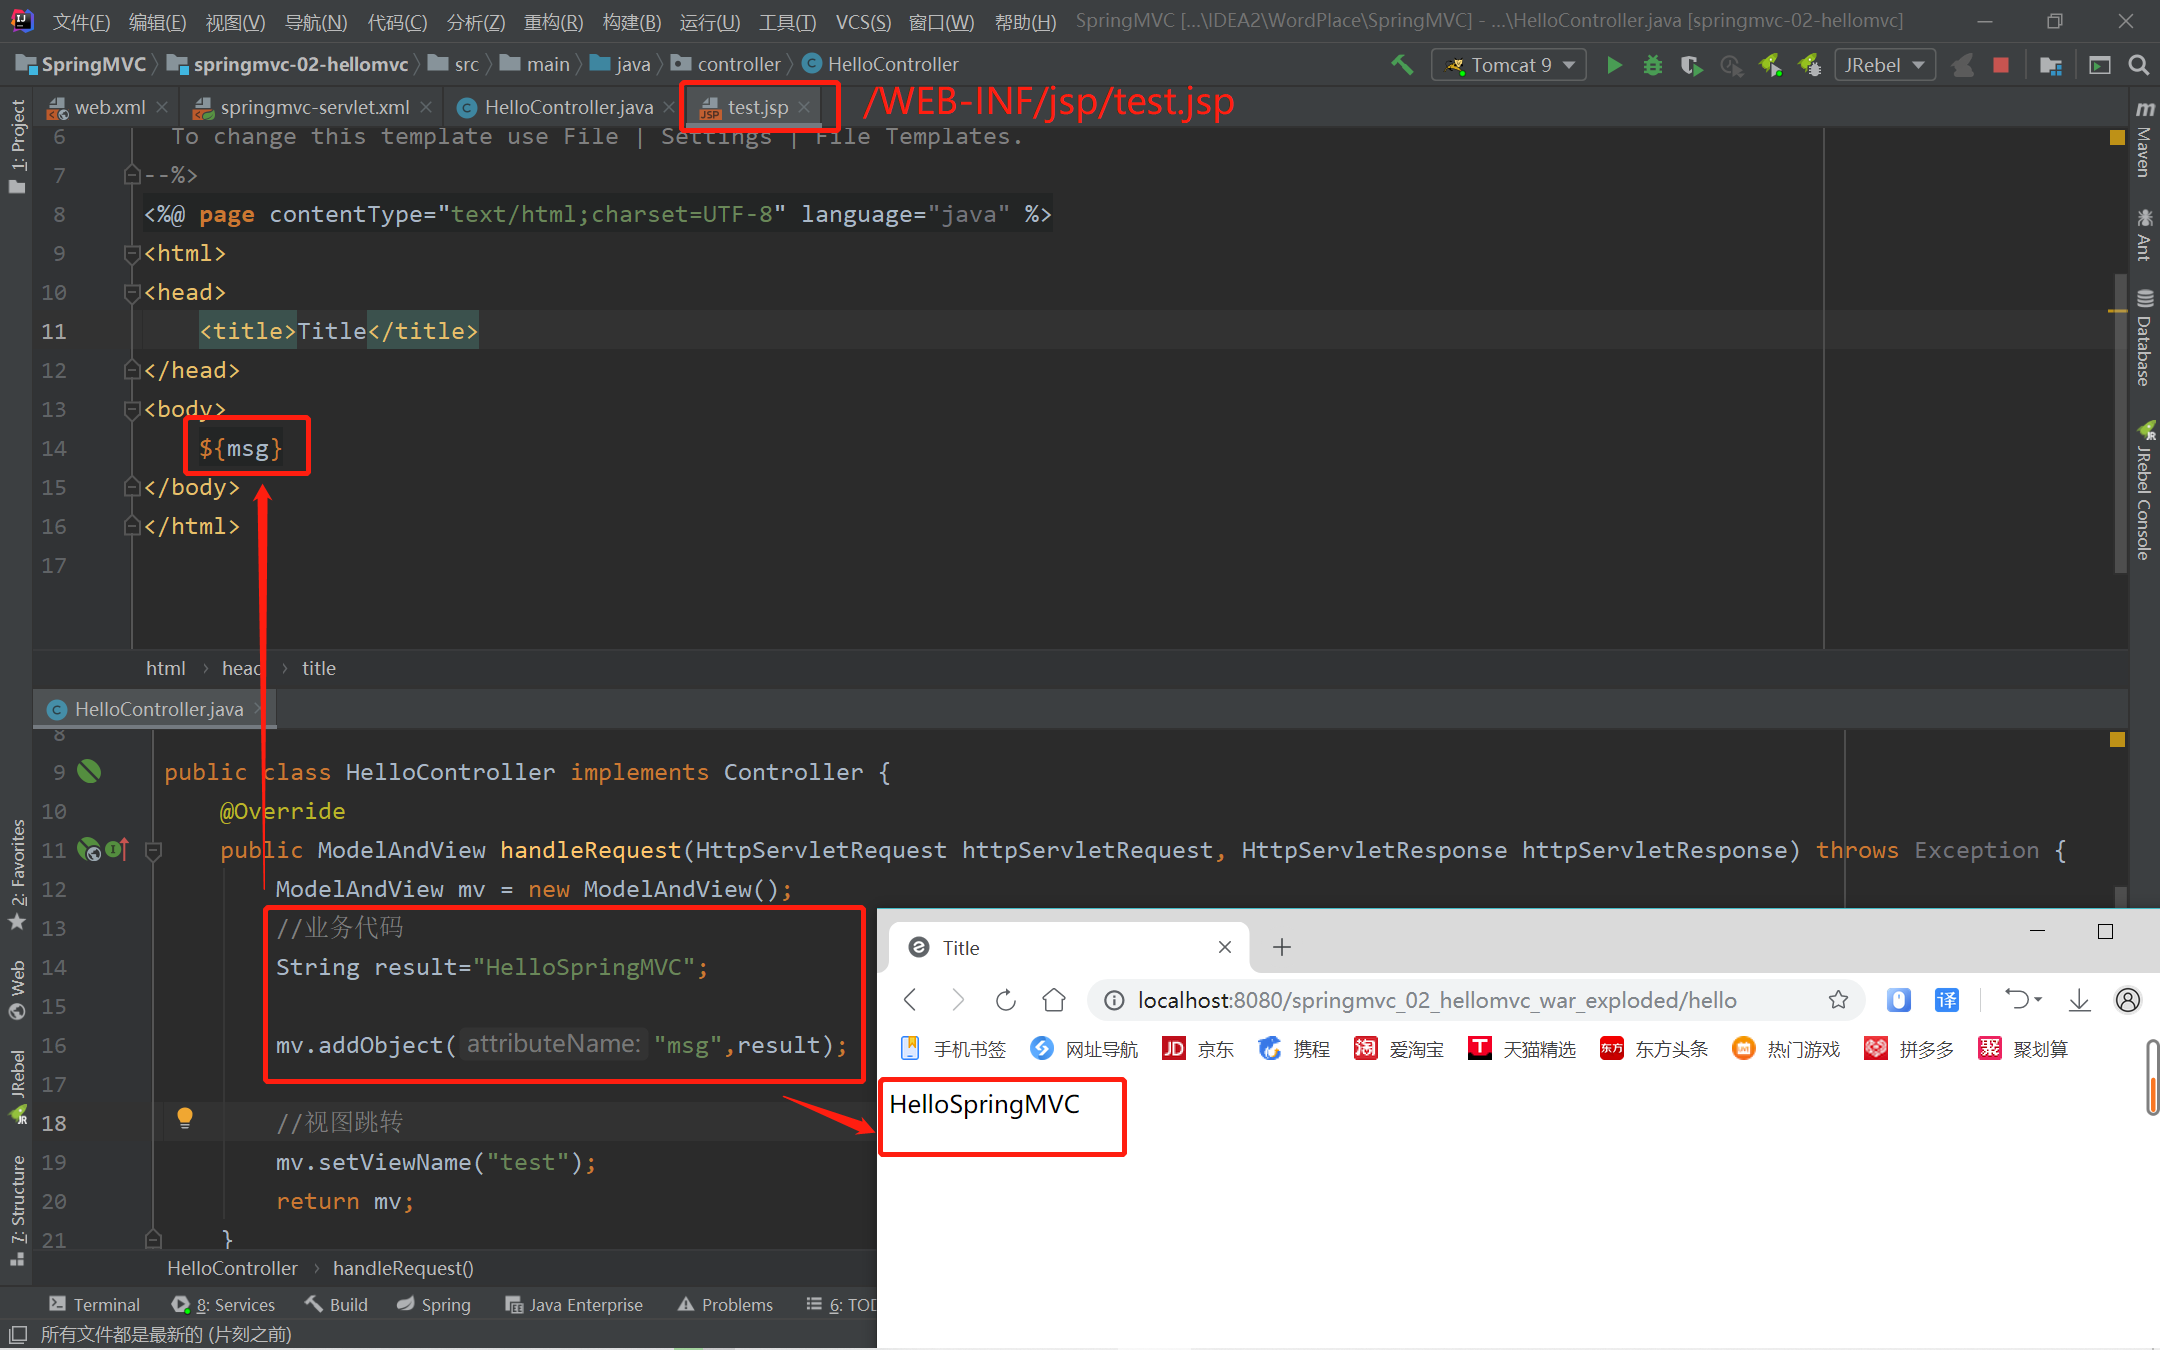 文件(F) 编辑(E) 视图(V) 导航(N) 代码(C) 分析(Z) 重构(R) 构建(B) 运行(U) 工具(T) VCS(S) 窗口(W) 帮助(H) SpringMVC [...\IDEA2\WordPlace\SpringMVC] - ...\HelloController.java [springmvc-02-hellomvc]
SpringMVC springmvc-02-hellomvc src main java controller HelloController Tomcat 9 JRebel
web.xml springmvc-servlet.xml HelloController.java test.jsp /WEB-INF/jsp/test.jsp
6 To change this template use File | Settings | File Templates.
7 --%>
8 <%@ page contentType="text/html;charset=UTF-8" language="java" %>
9 <html>
10 <head>
11 <title>Title</title>
12 </head>
13 <body>
14 ${msg}
15 </body>
16 </html>
17
html head title
HelloController.java
8
9 public class HelloController implements Controller {
10 @Override
11 public ModelAndView handleRequest(HttpServletRequest httpServletRequest, HttpServletResponse httpServletResponse) throws Exception {
12 ModelAndView mv = new ModelAndView();
13 //业务代码
14 String result="HelloSpringMVC";
15
16 mv.addObject( attributeName: "msg",result);
17
18 //视图跳转
19 mv.setViewName("test");
20 return mv;
21 }
HelloController handleRequest()
Terminal 8: Services Build Spring Java Enterprise Problems 6: TOD
所有文件都是最新的 (片刻之前)
1: Project
2: Favorites
Web
JRebel
7: Structure
Maven
Ant
Database
JRebel Console
Title
localhost:8080/springmvc_02_hellomvc_war_exploded/hello 译
手机书签 网址导航 JD 京东 携程 淘 爱淘宝 T 天猫精选 东方 东方头条 热门游戏 拼多多 聚 聚划算
HelloSpringMVC